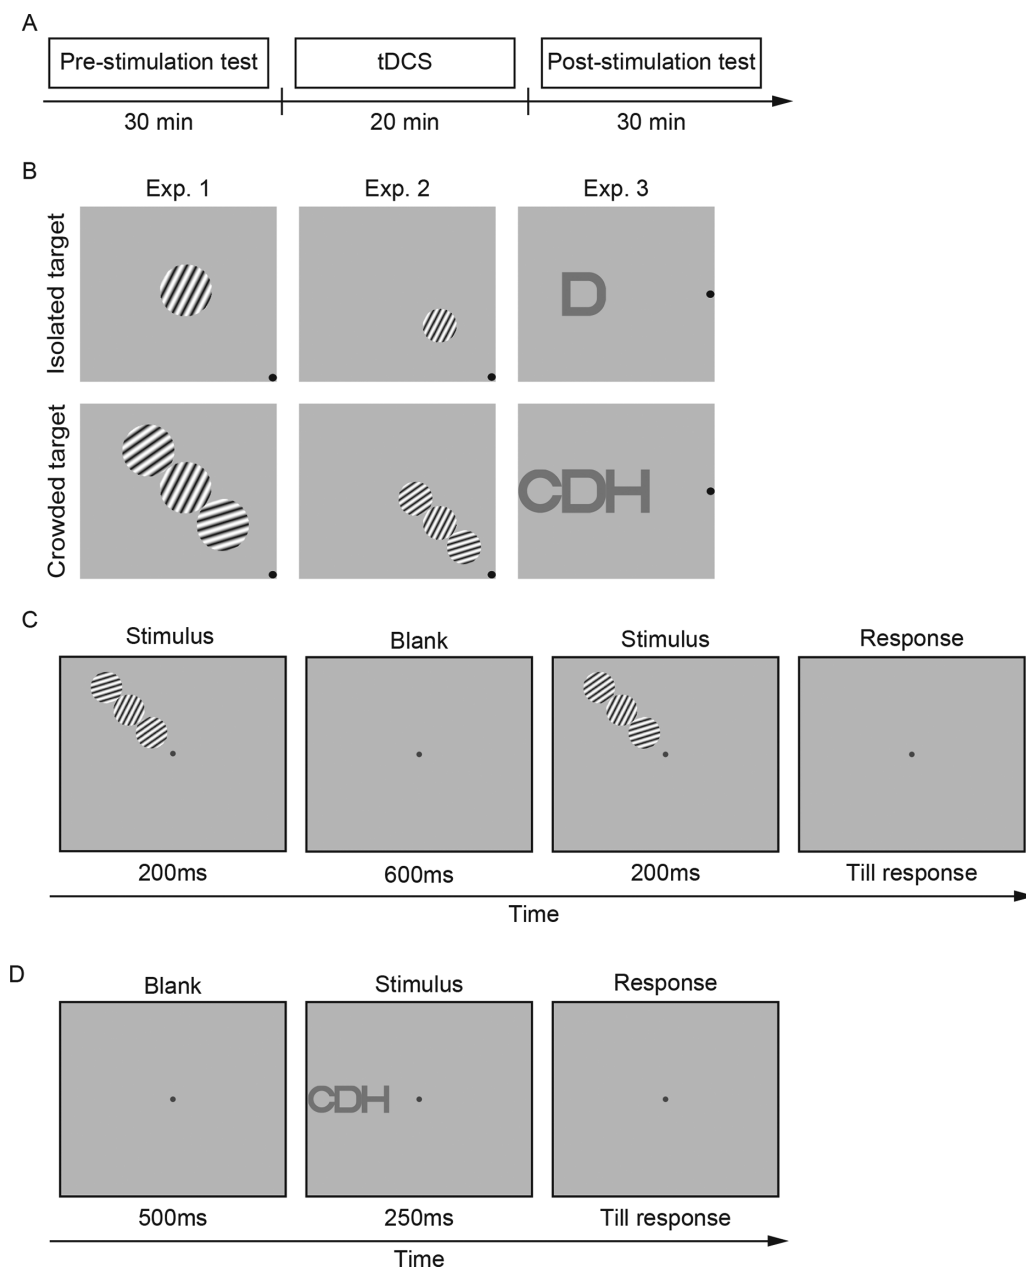 A
Pre-stimulation test tDCS Post-stimulation test
30 min 20 min 30 min
B
Exp. 1 Exp. 2 Exp. 3
Isolated target
D
Crowded target
CDH
C
Stimulus Blank Stimulus Response
200ms 600ms 200ms Till response
Time
D
Blank Stimulus Response
CDH
500ms 250ms Till response
Time